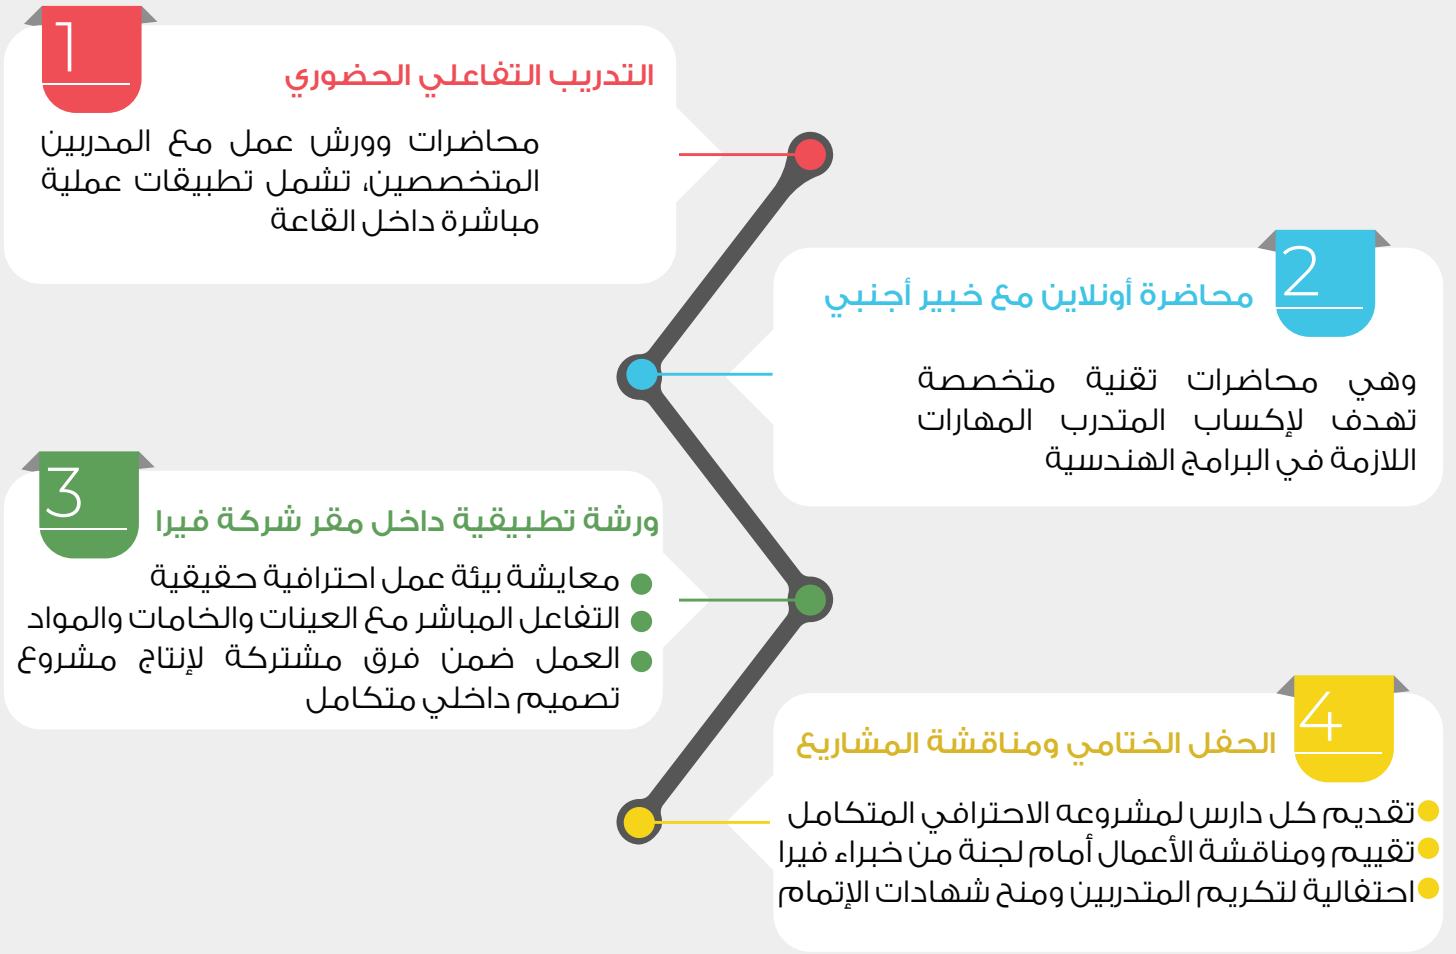 1
التدريب التفاعلي الحضوري
محاضرات وورش عمل مع المدربين
المتخصصين، تشمل تطبيقات عملية
مباشرة داخل القاعة
2
محاضرة أونلاين مع خبير أجنبي
وهي محاضرات تقنية متخصصة
تهدف لإكساب المتدرب المهارات
اللازمة في البرامج الهندسية
3
ورشة تطبيقية داخل مقر شركة فيرا
معايشة بيئة عمل احترافية حقيقية
التفاعل المباشر مع العينات والخامات والمواد
العمل ضمن فرق مشتركة لإنتاج مشروع
تصميم داخلي متكامل
4
الحفل الختامي ومناقشة المشاريع
تقديم كل دارس لمشروعه الاحترافي المتكامل
تقييم ومناقشة الأعمال أمام لجنة من خبراء فيرا
احتفالية لتكريم المتدربين ومنح شهادات الإتمام